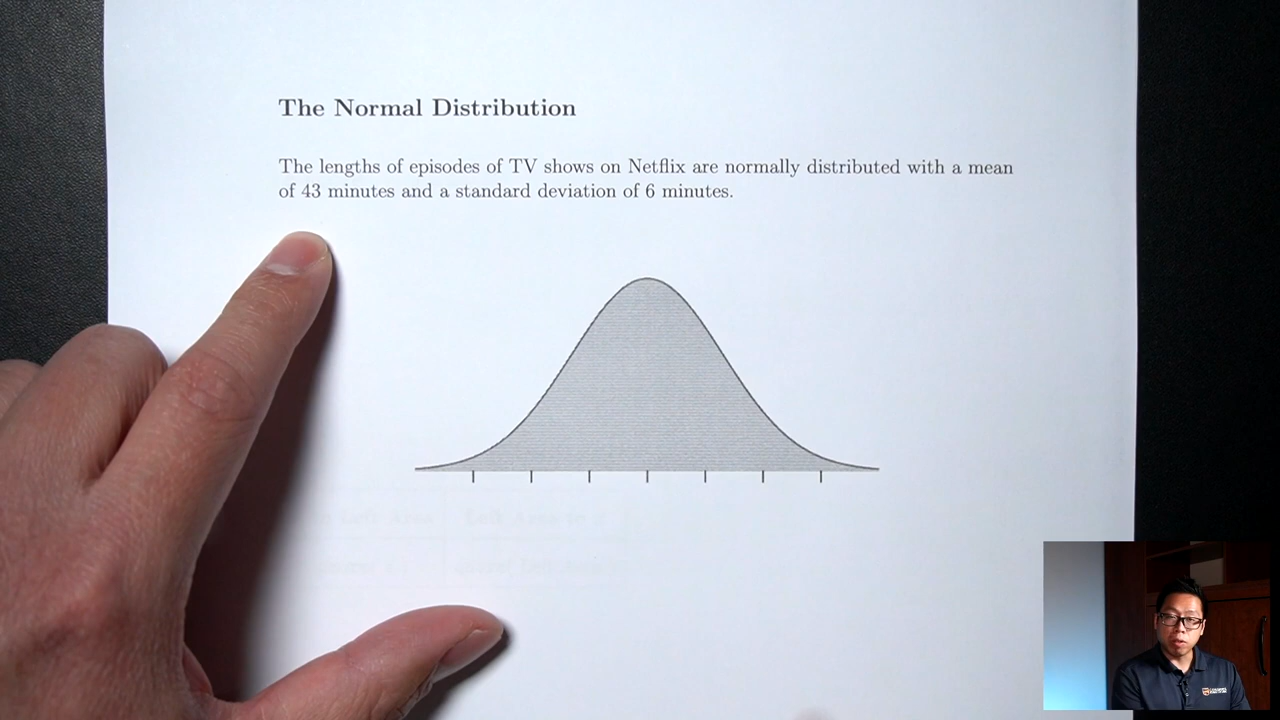 The Normal Distribution
The lengths of episodes of TV shows on Netflix are normally distributed with a mean
of 43 minutes and a standard deviation of 6 minutes.